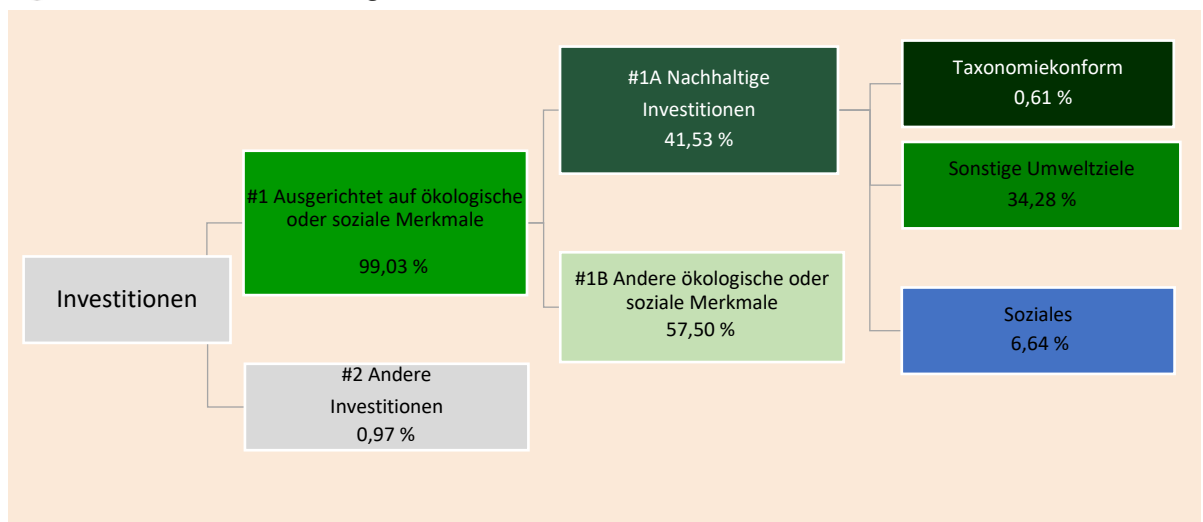 Investitionen
#1 Ausgerichtet auf ökologische
oder soziale Merkmale
99,03 %
#2 Andere
Investitionen
0,97 %
#1A Nachhaltige
Investitionen
41,53 %
#1B Andere ökologische oder
soziale Merkmale
57,50 %
Taxonomiekonform
0,61 %
Sonstige Umweltziele
34,28 %
Soziales
6,64 %